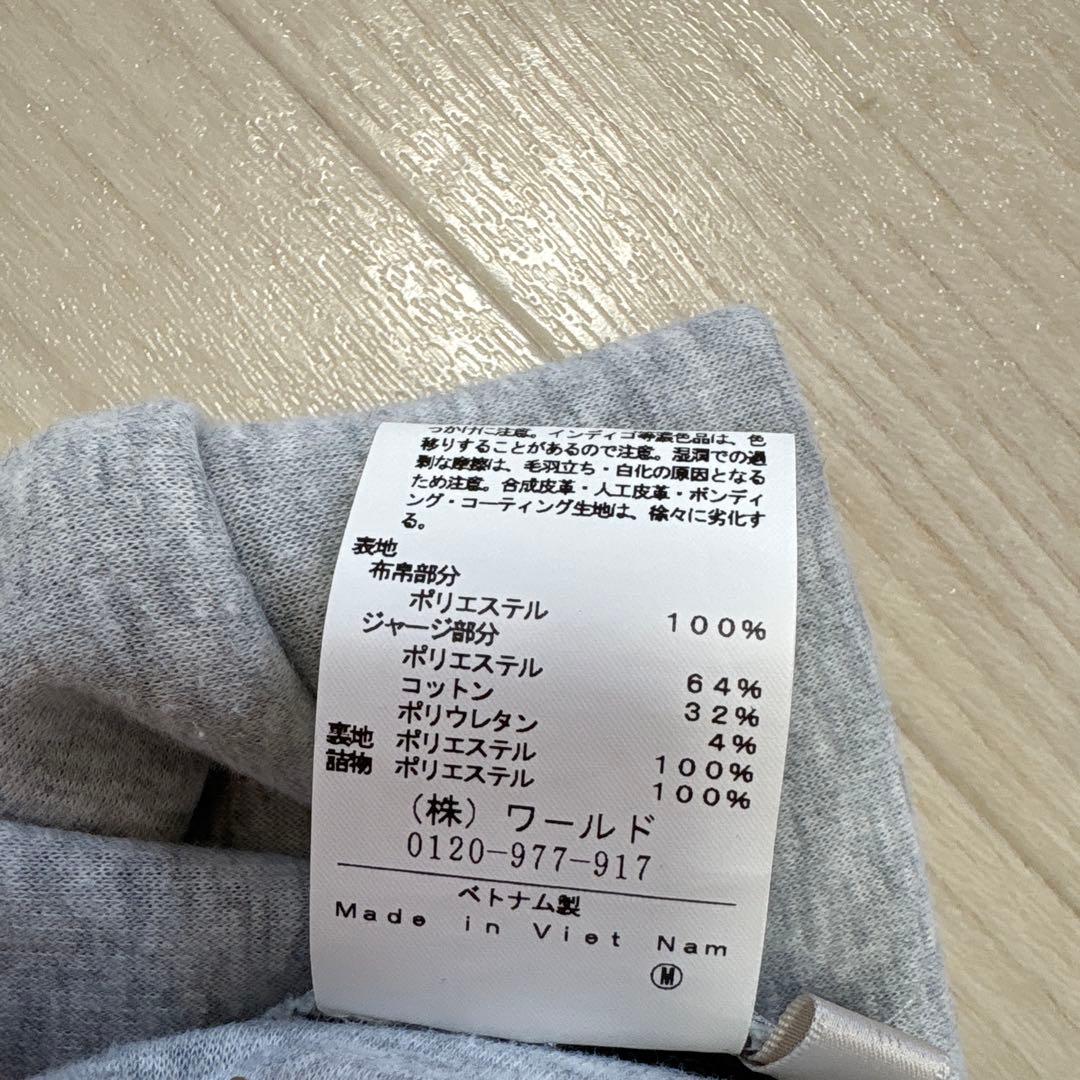 っかけに注意。インディゴ等濃色品は、色
移りすることがあるので注意。湿潤での過
剰な摩擦は、毛羽立ち・白化の原因となる
ため注意。合成皮革・人工皮革・ボンディ
ング・コーティング生地は、徐々に劣化す
る。
表地
布帛部分
ポリエステル 100%
ジャージ部分
ポリエステル 64%
コットン 32%
ポリウレタン 4%
裏地 ポリエステル 100%
詰物 ポリエステル 100%
(株) ワールド
0120-977-917
ベトナム製
Made in Viet Nam
Ⓜ